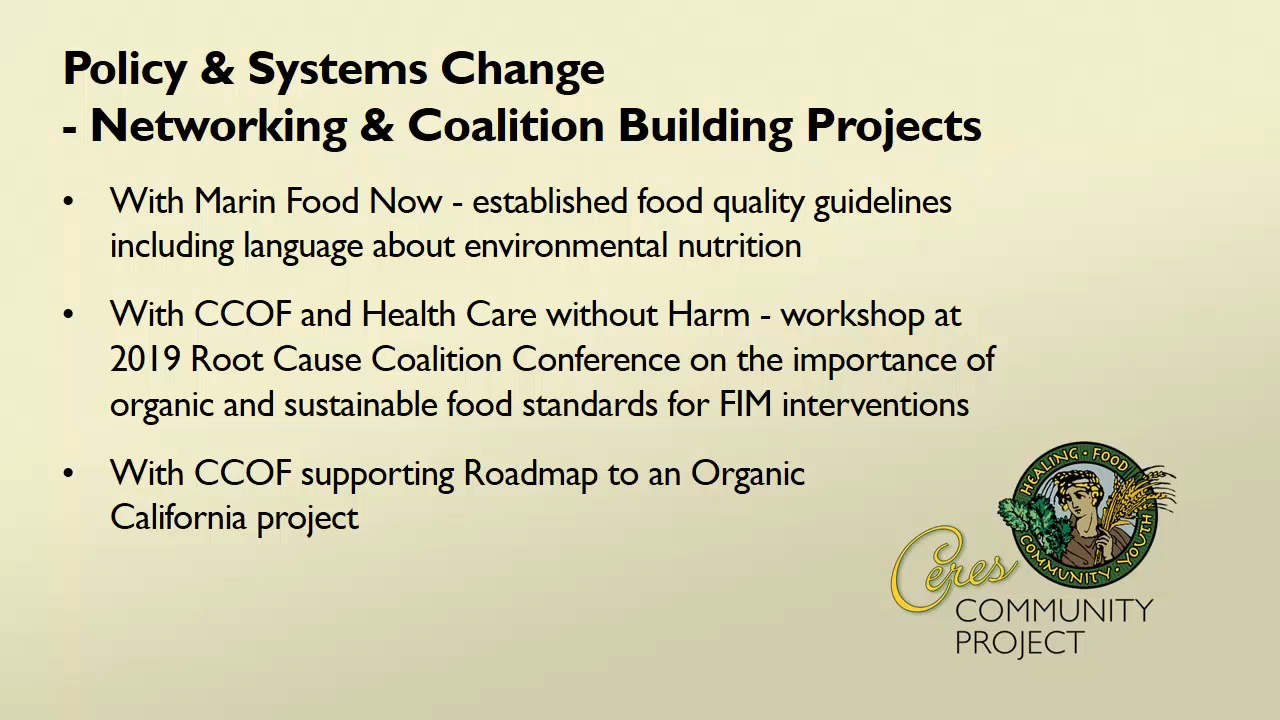 Policy & Systems Change
- Networking & Coalition Building Projects
• With Marin Food Now - established food quality guidelines
including language about environmental nutrition
• With CCOF and Health Care without Harm - workshop at
2019 Root Cause Coalition Conference on the importance of
organic and sustainable food standards for FIM interventions
• With CCOF supporting Roadmap to an Organic
California project
HEALING · FOOD
COMMUNITY · YOUTH
Ceres
COMMUNITY
PROJECT